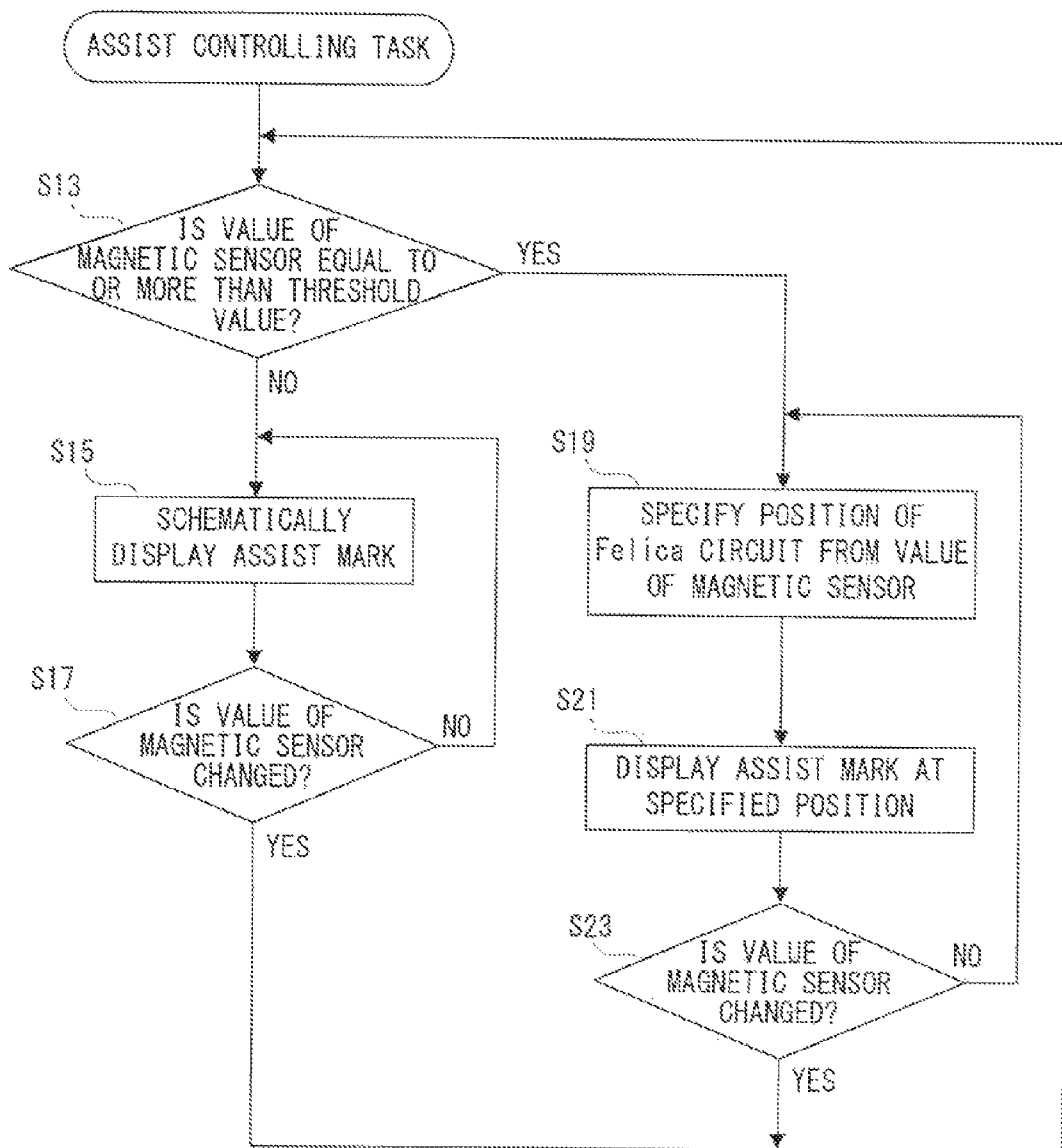 ASSIST CONTROLLING TASK
S13
IS VALUE OF
MAGNETIC SENSOR EQUAL TO
OR MORE THAN THRESHOLD
VALUE?
YES
NO
S15
SCHEMATICALLY
DISPLAY ASSIST MARK
S17
IS VALUE OF
MAGNETIC SENSOR
CHANGED?
NO
YES
S19
SPECIFY POSITION OF
Felica CIRCUIT FROM VALUE
OF MAGNETIC SENSOR
S21
DISPLAY ASSIST MARK AT
SPECIFIED POSITION
S23
IS VALUE OF
MAGNETIC SENSOR
CHANGED?
NO
YES